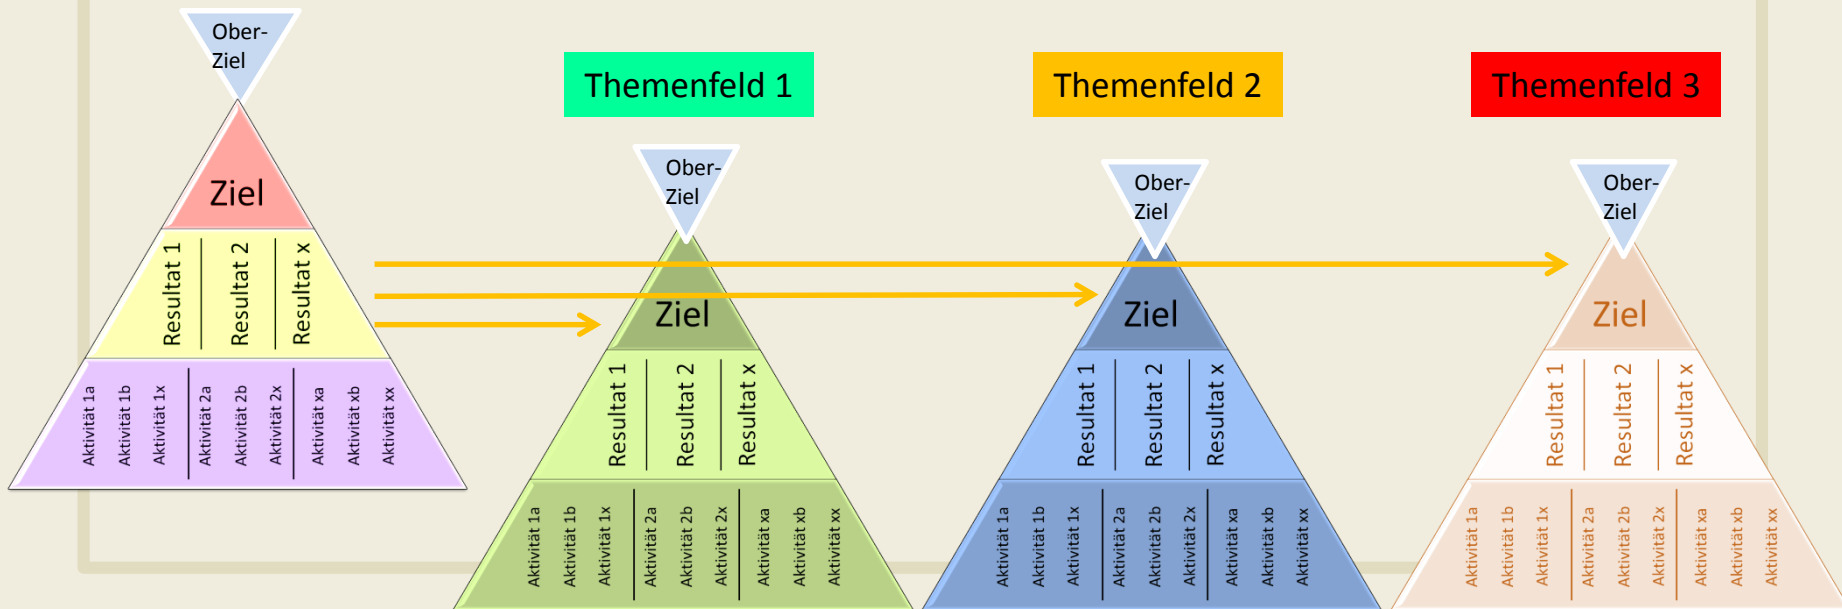 Ober-
Ziel
Ziel
Resultat 1
Resultat 2
Resultat x
Aktivität 1a
Aktivität 1b
Aktivität 1x
Aktivität 2a
Aktivität 2b
Aktivität 2x
Aktivität xa
Aktivität xb
Aktivität xx
Themenfeld 1
Ober-
Ziel
Ziel
Resultat 1
Resultat 2
Resultat x
Aktivität 1a
Aktivität 1b
Aktivität 1x
Aktivität 2a
Aktivität 2b
Aktivität 2x
Aktivität xa
Aktivität xb
Aktivität xx
Themenfeld 2
Ober-
Ziel
Ziel
Resultat 1
Resultat 2
Resultat x
Aktivität 1a
Aktivität 1b
Aktivität 1x
Aktivität 2a
Aktivität 2b
Aktivität 2x
Aktivität xa
Aktivität xb
Aktivität xx
Themenfeld 3
Ober-
Ziel
Ziel
Resultat 1
Resultat 2
Resultat x
Aktivität 1a
Aktivität 1b
Aktivität 1x
Aktivität 2a
Aktivität 2b
Aktivität 2x
Aktivität xa
Aktivität xb
Aktivität xx